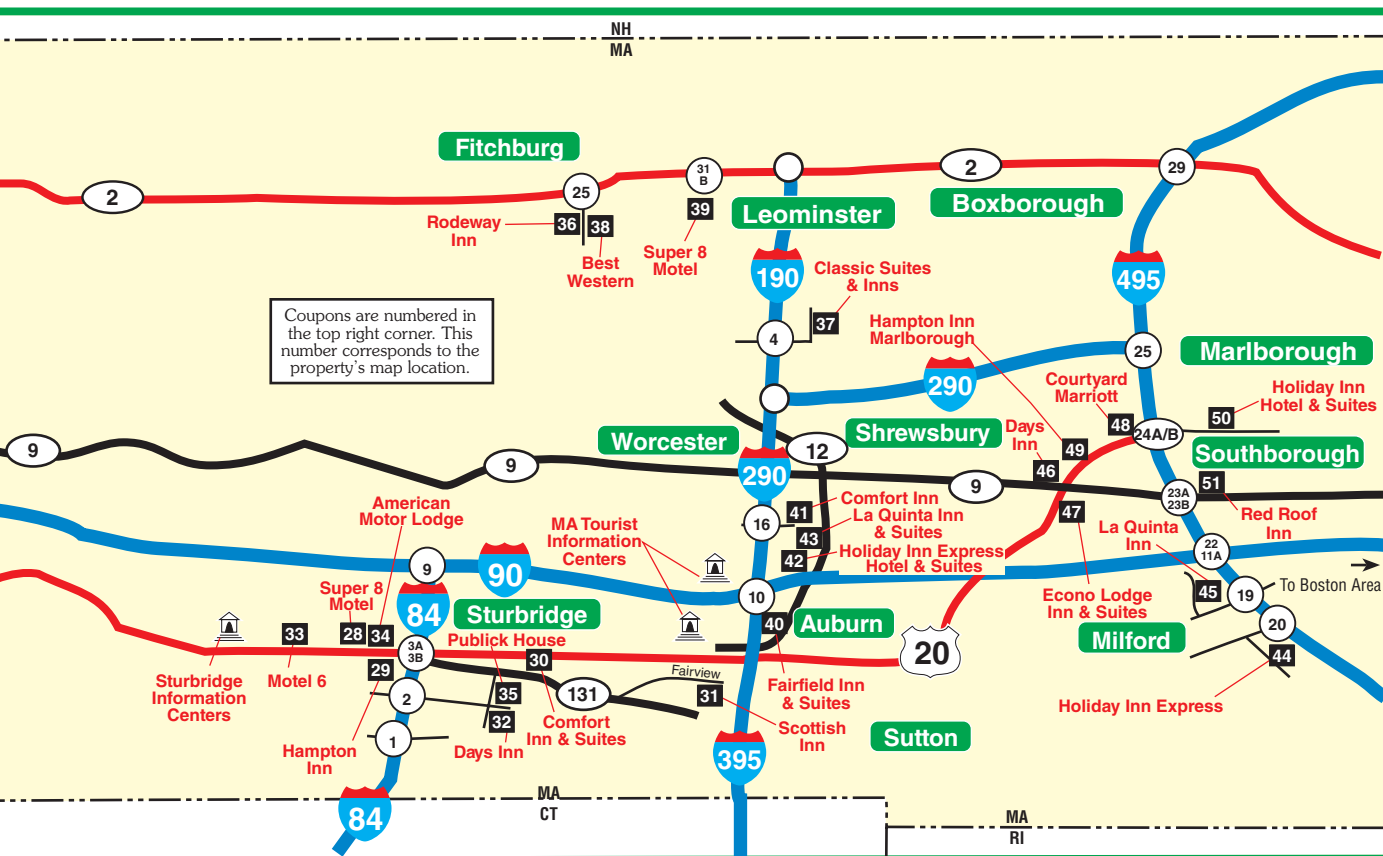 NH
MA
Fitchburg
2
25
31
B
2
29
36
38
39
Rodeway
Inn
Best
Western
Super 8
Motel
Leominster
Boxborough
190
Classic Suites
& Inns
495
Coupons are numbered in
the top right corner. This
number corresponds to the
property's map location.
4
37
Hampton Inn
Marlborough
25
Marlborough
290
Courtyard
Marriott
Holiday Inn
Hotel & Suites
Worcester
12
Shrewsbury
Days
Inn
49
48
24A/B
50
Southborough
9
9
290
9
46
23A
23B
51
American
Motor Lodge
MA Tourist
Information
Centers
16
41
Comfort Inn
43
La Quinta Inn
& Suites
42
Holiday Inn Express
Hotel & Suites
47
La Quinta
Inn
Red Roof
Inn
22
11A
9
90
10
Econo Lodge
Inn & Suites
45
19
To Boston Area
Super 8
Motel
84
Sturbridge
40
Auburn
Milford
20
33
28
34
3A
3B
Publick House
30
20
44
Sturbridge
Information
Centers
Motel 6
29
2
35
131
Fairview
31
Fairfield Inn
& Suites
Holiday Inn Express
32
Hampton
Inn
1
Days Inn
Comfort
Inn & Suites
Scottish
Inn
Sutton
395
84
MA
CT
MA
RI